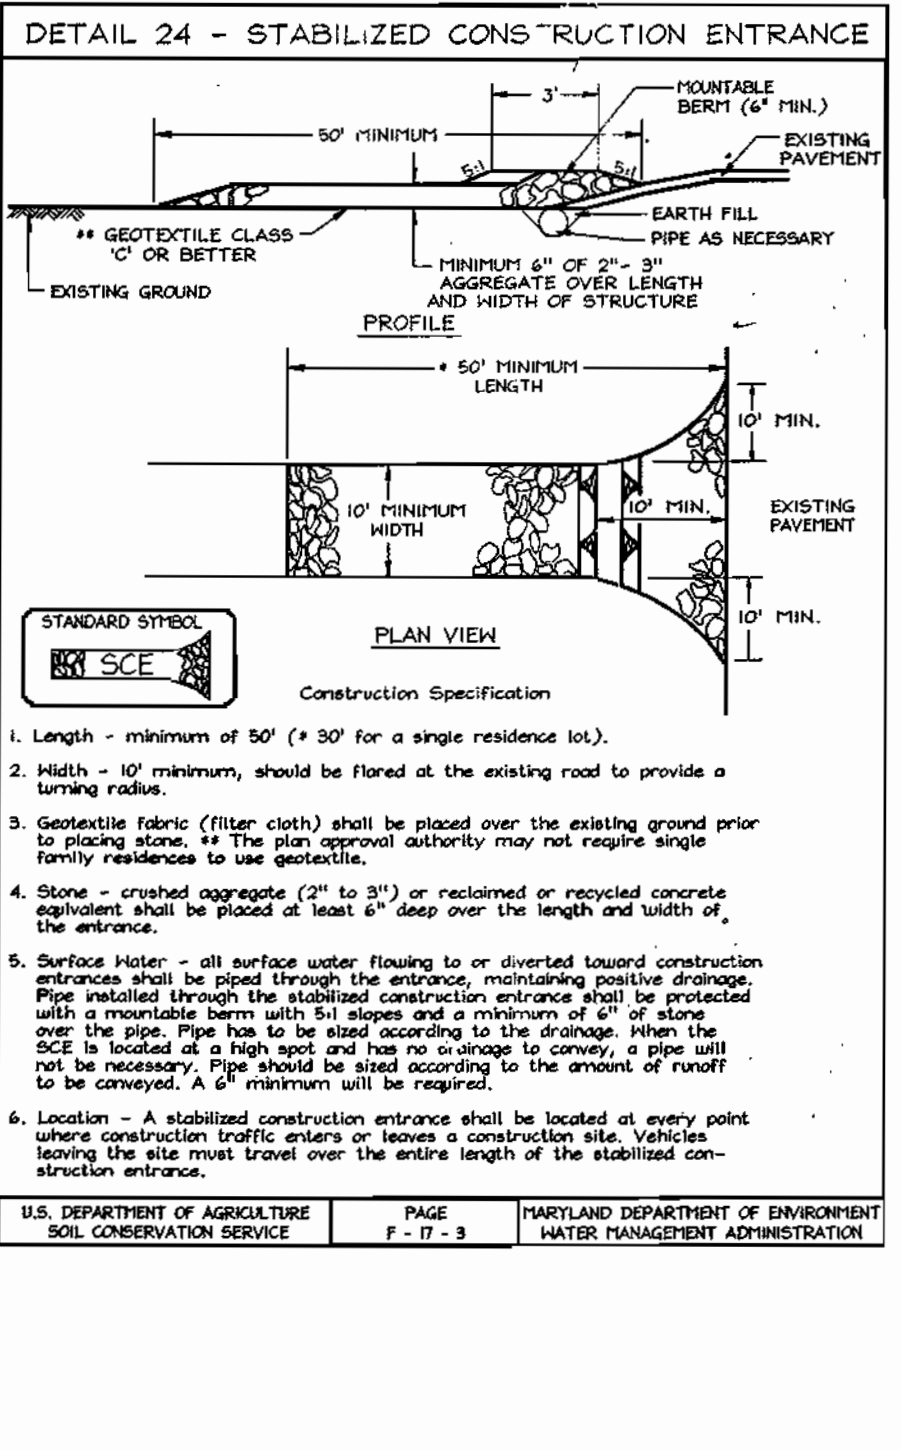 DETAIL 24 - STABILIZED CONSTRUCTION ENTRANCE
3'
MOUNTABLE
BERM (6" MIN.)
50' MINIMUM
EXISTING
PAVEMENT
5:1
5:1
EARTH FILL
** GEOTEXTILE CLASS
'C' OR BETTER
PIPE AS NECESSARY
EXISTING GROUND
MINIMUM 6" OF 2"- 3"
AGGREGATE OVER LENGTH
AND WIDTH OF STRUCTURE
PROFILE
* 50' MINIMUM
LENGTH
10' MIN.
10' MINIMUM
WIDTH
10' MIN.
EXISTING
PAVEMENT
10' MIN.
STANDARD SYMBOL
SCE
PLAN VIEW
Construction Specification
1. Length - minimum of 50' (* 30' for a single residence lot).
2. Width - 10' minimum, should be flared at the existing road to provide a
turning radius.
3. Geotextile fabric (filter cloth) shall be placed over the existing ground prior
to placing stone. ** The plan approval authority may not require single
family residences to use geotextile.
4. Stone - crushed aggregate (2" to 3") or reclaimed or recycled concrete
equivalent shall be placed at least 6" deep over the length and width of
the entrance.
5. Surface Water - all surface water flowing to or diverted toward construction
entrances shall be piped through the entrance, maintaining positive drainage.
Pipe installed through the stabilized construction entrance shall be protected
with a mountable berm with 5:1 slopes and a minimum of 6" of stone
over the pipe. Pipe has to be sized according to the drainage. When the
SCE is located at a high spot and has no drainage to convey, a pipe will
not be necessary. Pipe should be sized according to the amount of runoff
to be conveyed. A 6" minimum will be required.
6. Location - A stabilized construction entrance shall be located at every point
where construction traffic enters or leaves a construction site. Vehicles
leaving the site must travel over the entire length of the stabilized con-
struction entrance.
U.S. DEPARTMENT OF AGRICULTURE
SOIL CONSERVATION SERVICE
PAGE
F - 17 - 3
MARYLAND DEPARTMENT OF ENVIRONMENT
WATER MANAGEMENT ADMINISTRATION